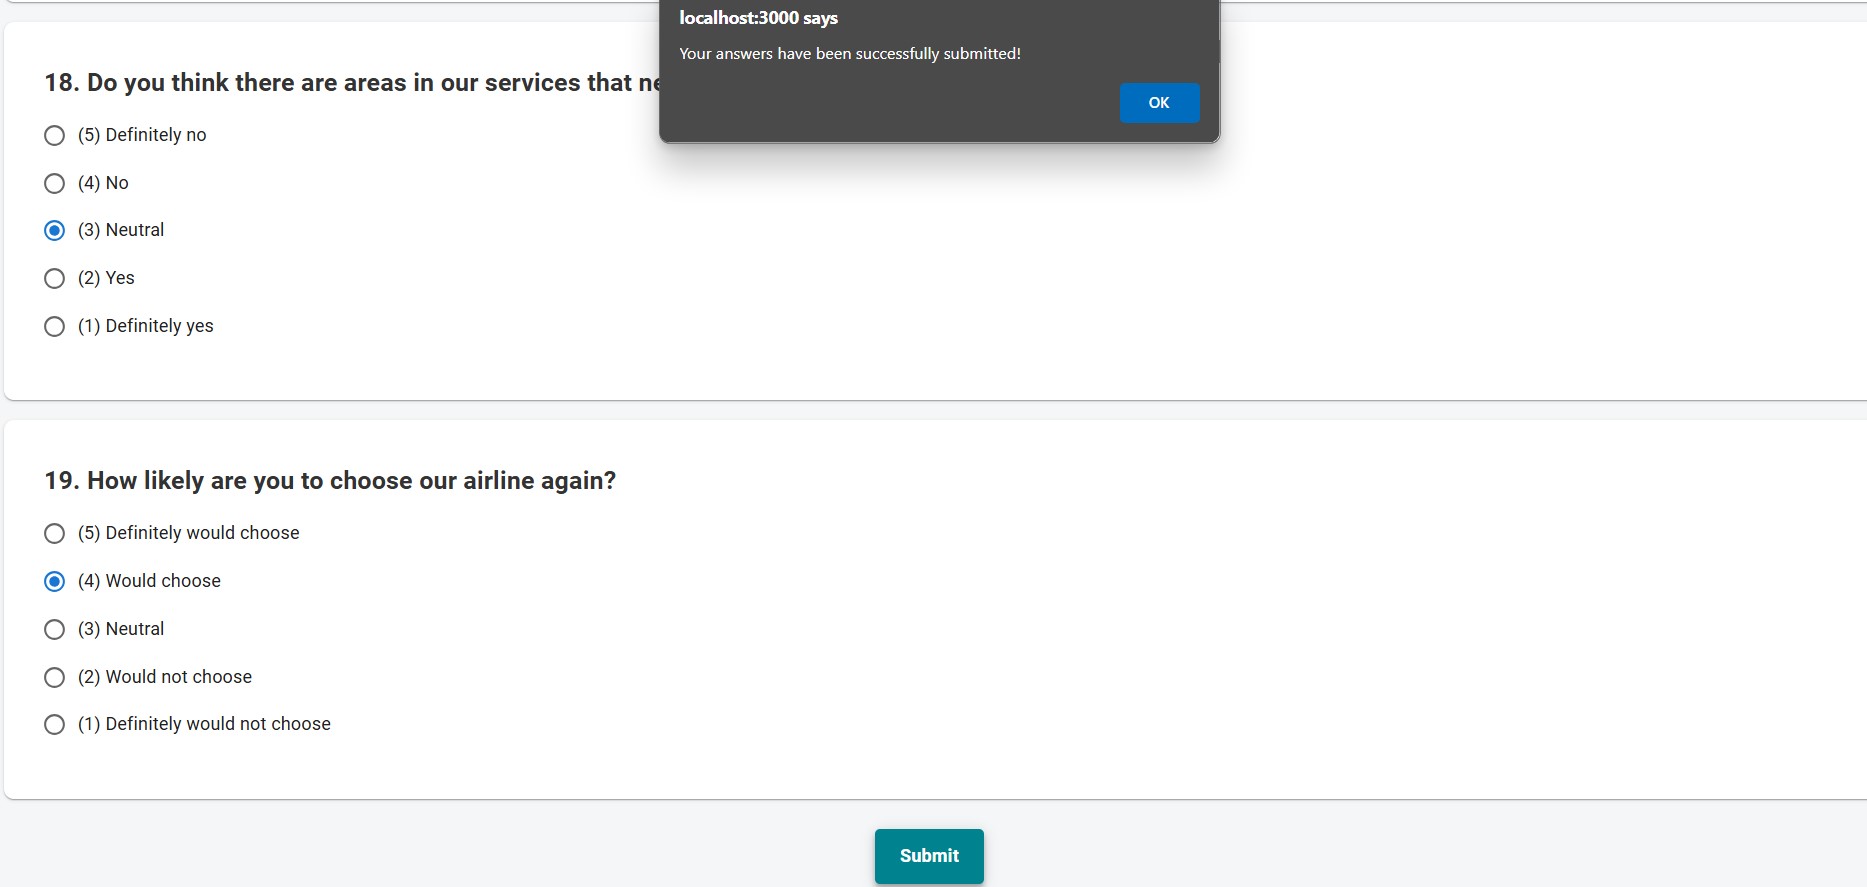 localhost:3000 says
Your answers have been successfully submitted!
OK
18. Do you think there are areas in our services that
(5) Definitely no
(4) No
(3) Neutral
(2) Yes
(1) Definitely yes
19. How likely are you to choose our airline again?
(5) Definitely would choose
(4) Would choose
(3) Neutral
(2) Would not choose
(1) Definitely would not choose
Submit